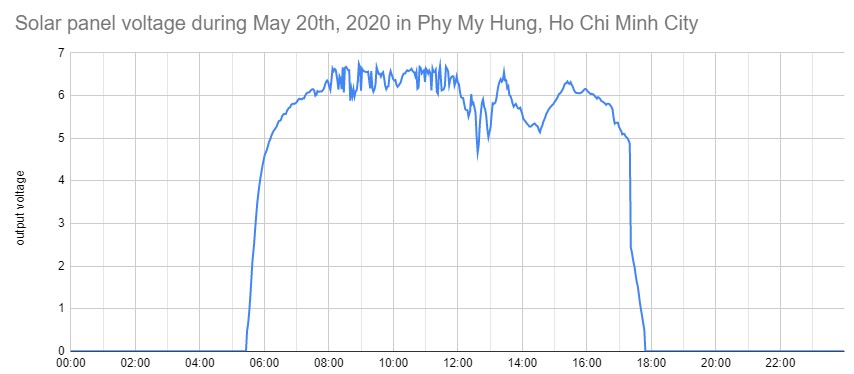 Solar panel voltage during May 20th, 2020 in Phy My Hung, Ho Chi Minh City
output voltage
7
6
5
4
3
2
1
0
00:00 02:00 04:00 06:00 08:00 10:00 12:00 14:00 16:00 18:00 20:00 22:00